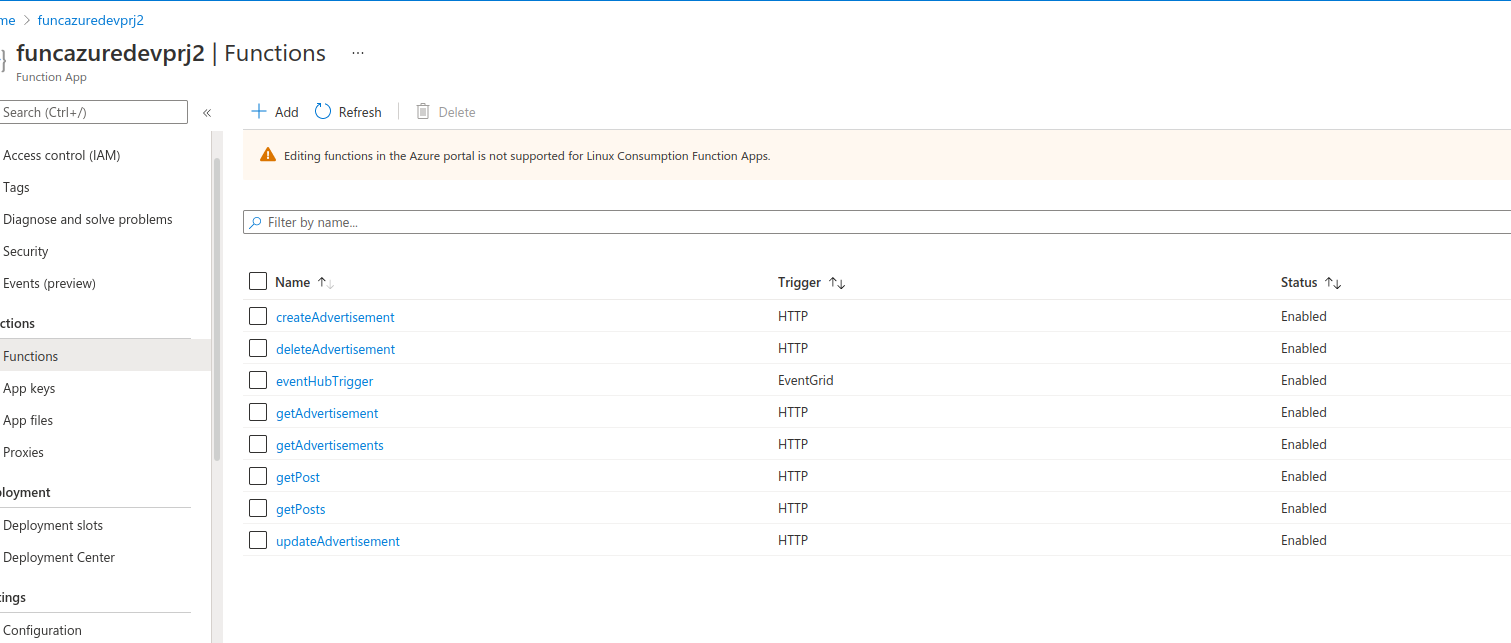 me > funcazuredevprj2
funcazuredevprj2 | Functions ...
Function App
Search (Ctrl+/) «
Add Refresh Delete
Access control (IAM)
Tags
Diagnose and solve problems
Security
Events (preview)
ctions
Functions
App keys
App files
Proxies
ployment
Deployment slots
Deployment Center
tings
Configuration
Editing functions in the Azure portal is not supported for Linux Consumption Function Apps.
Filter by name...
Name Trigger Status
createAdvertisement HTTP Enabled
deleteAdvertisement HTTP Enabled
eventHubTrigger EventGrid Enabled
getAdvertisement HTTP Enabled
getAdvertisements HTTP Enabled
getPost HTTP Enabled
getPosts HTTP Enabled
updateAdvertisement HTTP Enabled